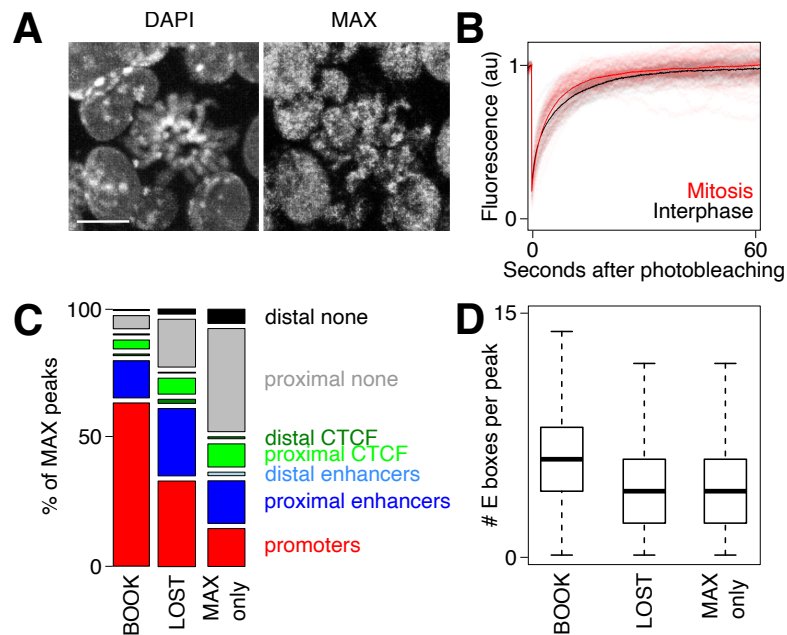 A
DAPI
MAX
B
Fluorescence (au)
1
0
Mitosis
Interphase
0
60
Seconds after photobleaching
C
% of MAX peaks
100
50
0
distal none
proximal none
distal CTCF
proximal CTCF
distal enhancers
proximal enhancers
promoters
BOOK
LOST
MAX
only
D
# E boxes per peak
15
0
BOOK
LOST
MAX
only